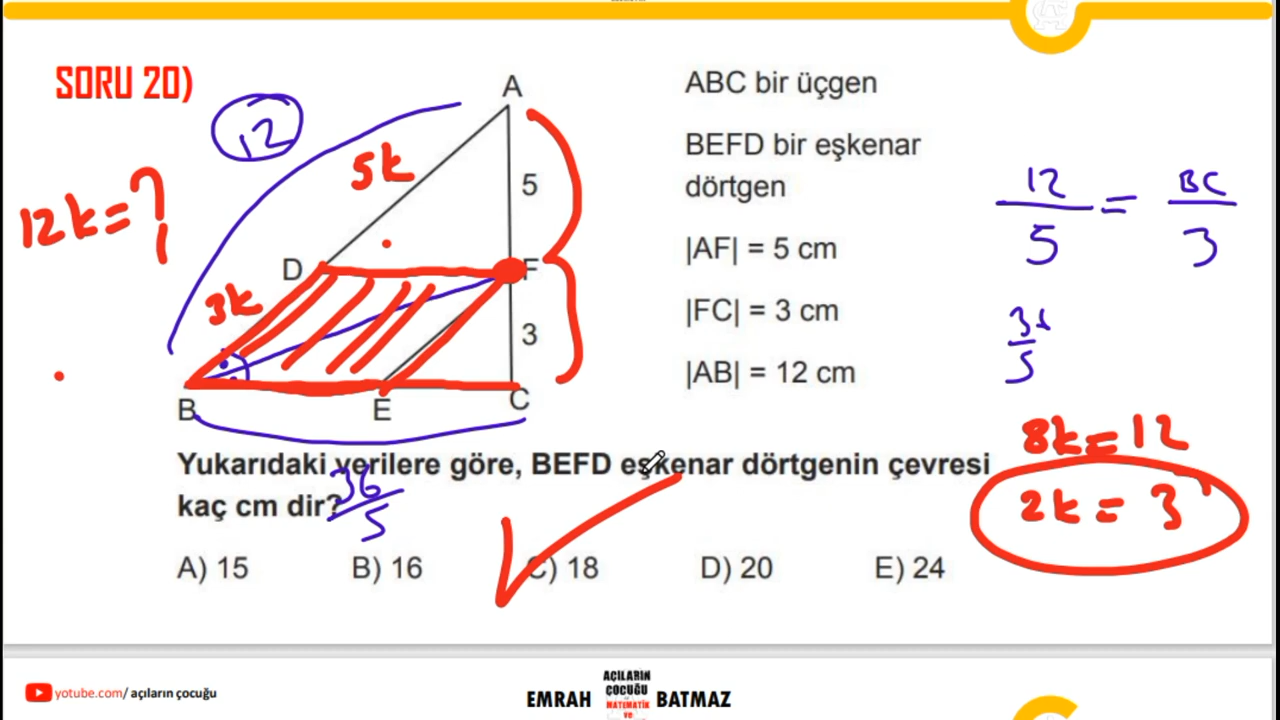 SORU 20)
12
A
5k
5
12k=?
D
F
3k
3
B
E
C
ABC bir üçgen
BEFD bir eşkenar
dörtgen
|AF| = 5 cm
|FC| = 3 cm
|AB| = 12 cm
12/5 = BC/3
36/5
8k=12
2k=3
Yukarıdaki verilere göre, BEFD eşkenar dörtgenin çevresi
kaç cm dir?
36/5
A) 15 B) 16 C) 18 D) 20 E) 24
yotube.com/ açıların çocuğu
EMRAH
AÇILARIN
ÇOCUĞU
MATEMATİK
ve
BATMAZ